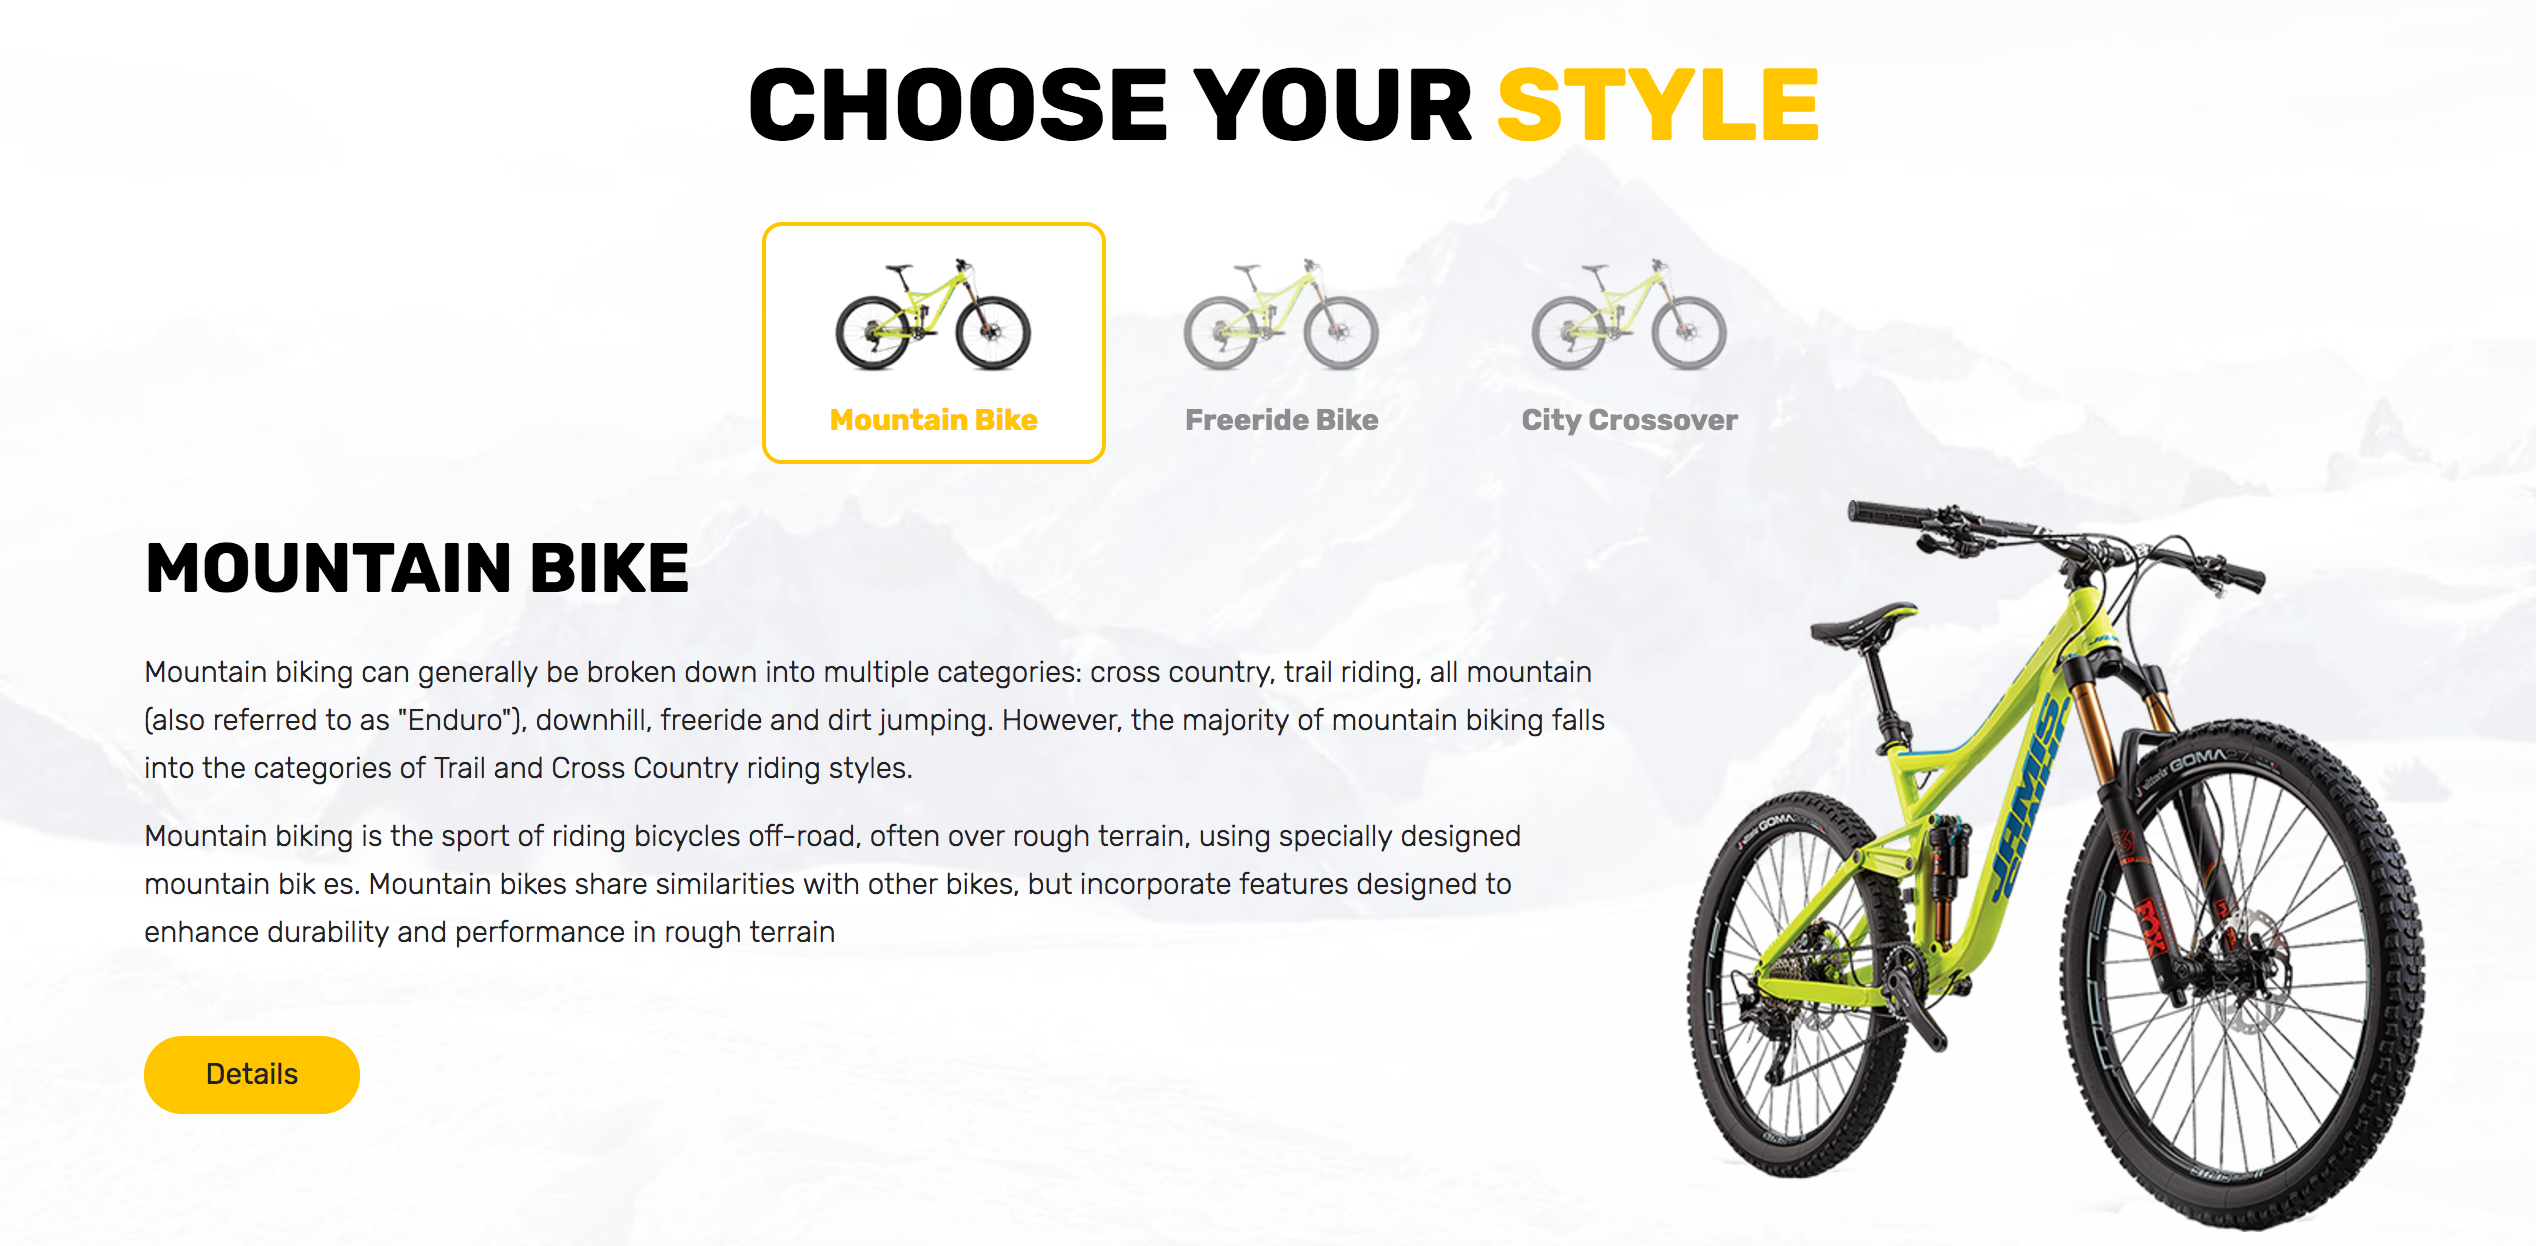 CHOOSE YOUR STYLE
Mountain Bike
Freeride Bike
City Crossover
MOUNTAIN BIKE
Mountain biking can generally be broken down into multiple categories: cross country, trail riding, all mountain
(also referred to as "Enduro"), downhill, freeride and dirt jumping. However, the majority of mountain biking falls
into the categories of Trail and Cross Country riding styles.
Mountain biking is the sport of riding bicycles off-road, often over rough terrain, using specially designed
mountain bik es. Mountain bikes share similarities with other bikes, but incorporate features designed to
enhance durability and performance in rough terrain
Details
JAMIS
GOMA
GOMA
FOX